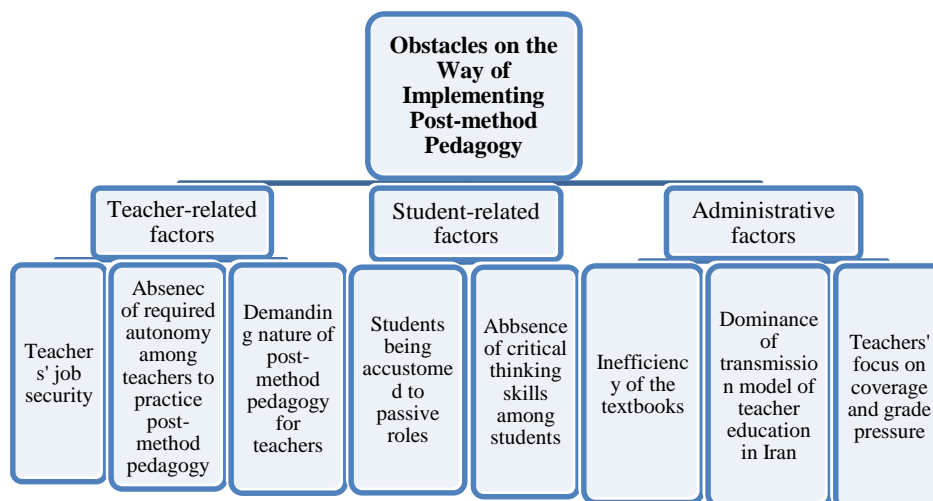 Obstacles on the
Way of
Implementing
Post-method
Pedagogy
Teacher-related
factors
Student-related
factors
Administrative
factors
Teacher
s' job
security
Absenec
of required
autonomy
among
teachers to
practice
post-
method
pedagogy
Demandin
g nature of
post-
method
pedagogy
for
teachers
Students
being
accustome
d to
passive
roles
Abbsence
of critical
thinking
skills
among
students
Inefficienc
y of the
textbooks
Dominance
of
transmissio
n model of
teacher
education
in Iran
Teachers'
focus on
coverage
and grade
pressure